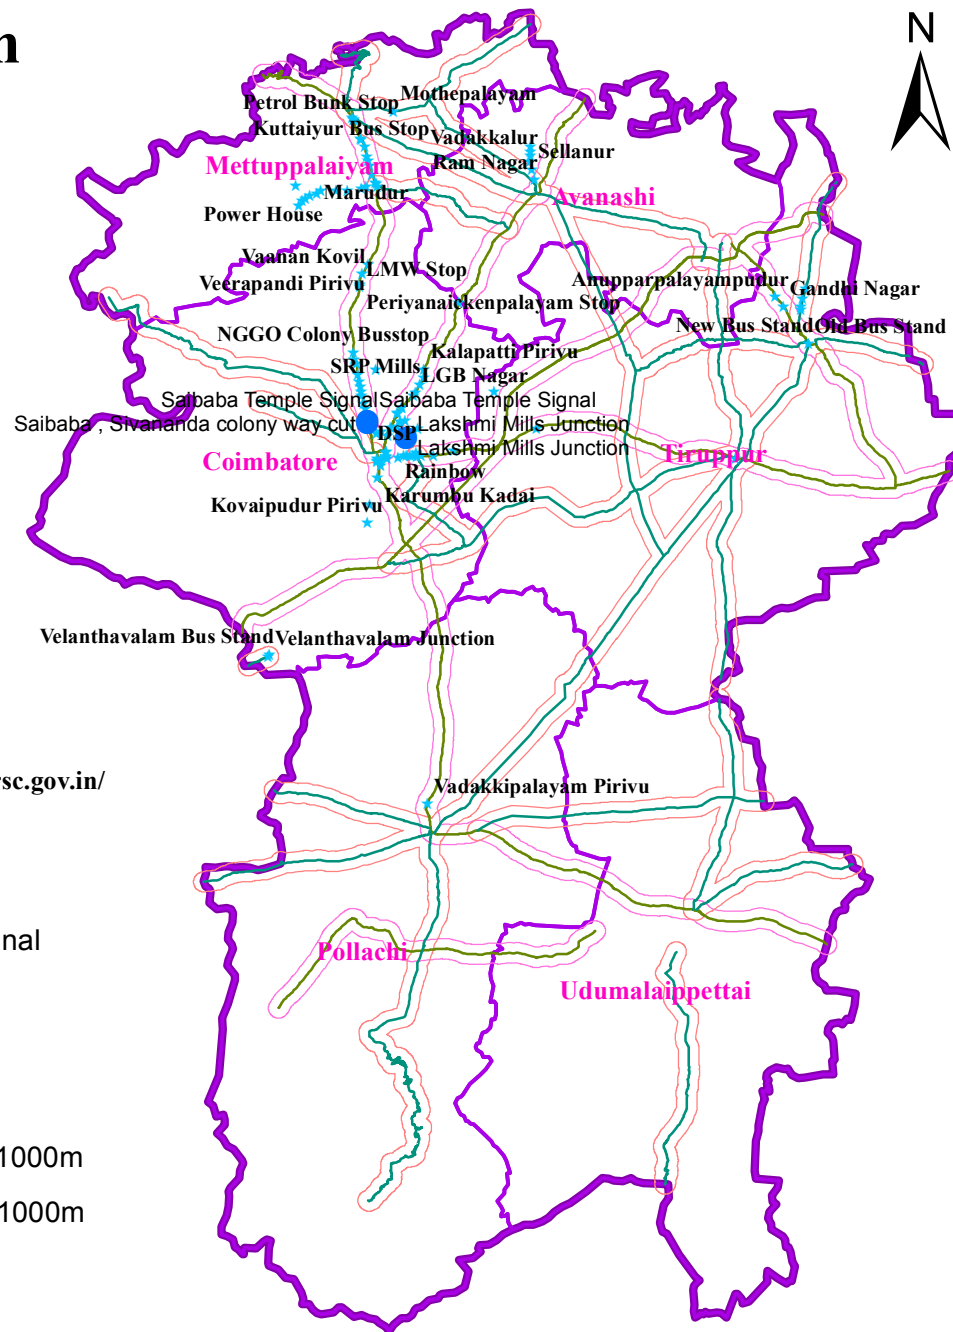 n
N
Mothepalayam
Petrol Bunk Stop
Kuttaiyur Bus Stop
Vadakkalur
Sellanur
Mettuppalaiyam
Ram Nagar
Marudur
Avanashi
Power House
Vaanan Kovil
LMW Stop
Veerapandi Pirivu
Anupparpalayampudur
Gandhi Nagar
Periyanaickenpalayam Stop
NGGO Colony Busstop
New Bus Stand
Old Bus Stand
Kalapatti Pirivu
SRP Mills
LGB Nagar
Saibaba Temple Signal
Saibaba Temple Signal
Saibaba , Sivananda colony way cut
DSP
Lakshmi Mills Junction
Lakshmi Mills Junction
Coimbatore
Tiruppur
Rainbow
Karumbu Kadai
Kovaipudur Pirivu
Velanthavalam Bus Stand
Velanthavalam Junction
rsc.gov.in/
Vadakkipalayam Pirivu
nal
Pollachi
Udumalaippettai
1000m
1000m